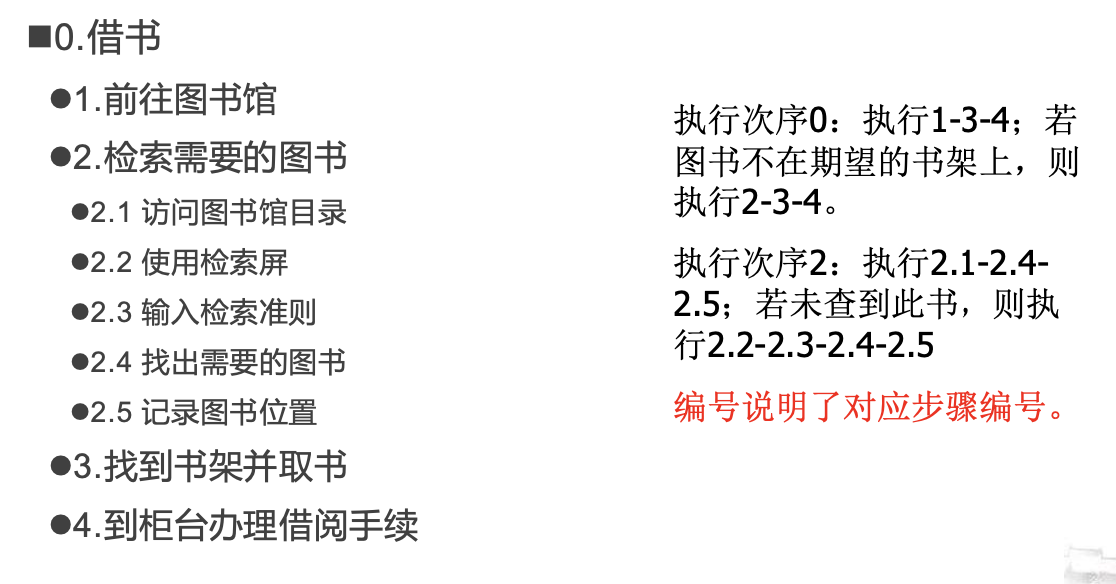 ■0.借书
●1.前往图书馆
●2.检索需要的图书
●2.1 访问图书馆目录
●2.2 使用检索屏
●2.3 输入检索准则
●2.4 找出需要的图书
●2.5 记录图书位置
●3.找到书架并取书
●4.到柜台办理借阅手续
执行次序0：执行1-3-4；若
图书不在期望的书架上，则
执行2-3-4。
执行次序2：执行2.1-2.4-
2.5；若未查到此书，则执
行2.2-2.3-2.4-2.5
编号说明了对应步骤编号。